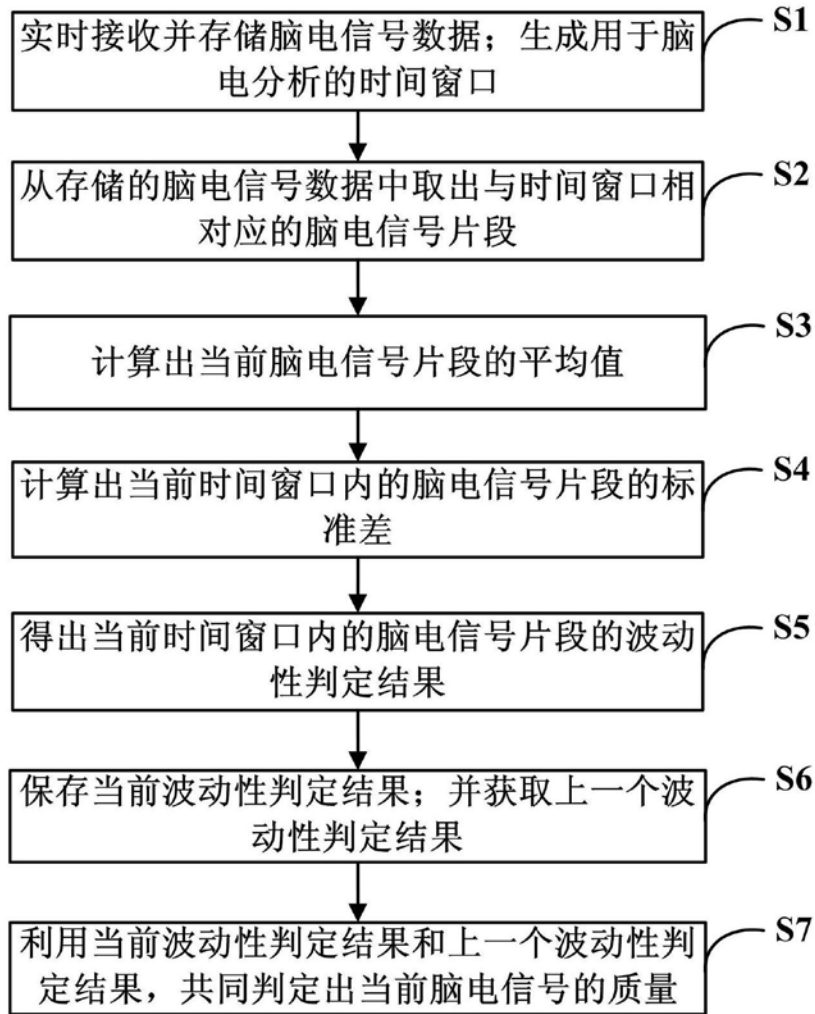 实时接收并存储脑电信号数据；生成用于脑
电分析的时间窗口
S1
从存储的脑电信号数据中取出与时间窗口相
对应的脑电信号片段
S2
计算出当前脑电信号片段的平均值
S3
计算出当前时间窗口内的脑电信号片段的标
准差
S4
得出当前时间窗口内的脑电信号片段的波动
性判定结果
S5
保存当前波动性判定结果；并获取上一个波
动性判定结果
S6
利用当前波动性判定结果和上一个波动性判
定结果，共同判定出当前脑电信号的质量
S7